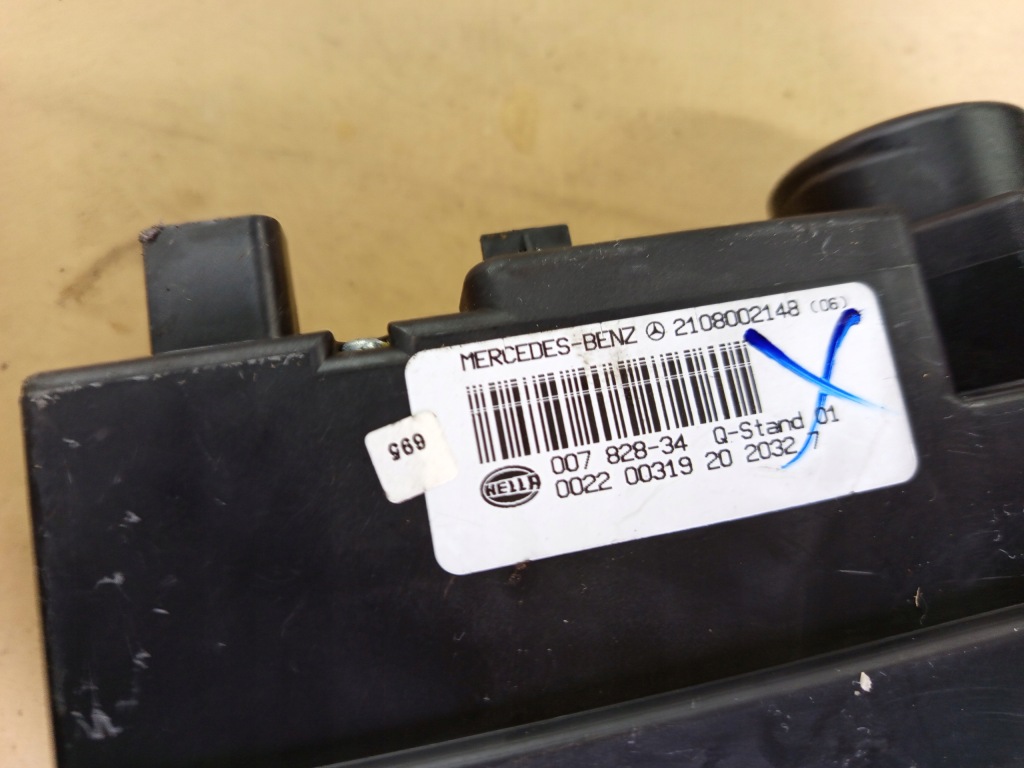 MERCEDES-BENZ 2108002148 (06)
007 828-34 Q-Stand 01
HELLA
0022 00319 20 2032 7
695